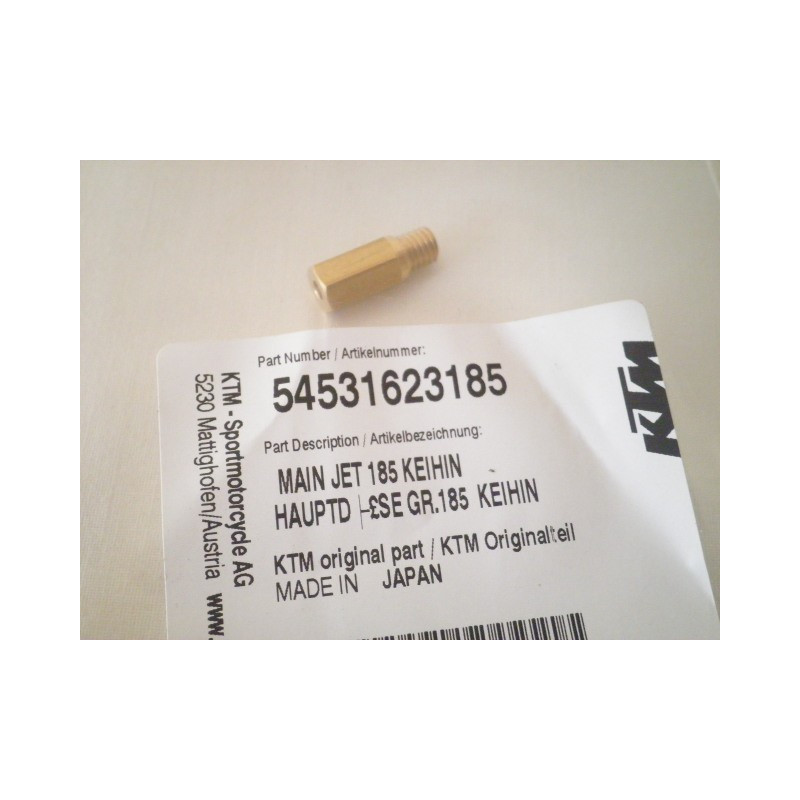 Part Number / Artikelnummer:
54531623185
Part Description / Artikelbezeichnung:
MAIN JET 185 KEIHIN
HAUPTD├£SE GR.185 KEIHIN
KTM original part / KTM Originalteil
MADE IN JAPAN
KTM
KTM - Sportmotorcycle AG
5230 Mattighofen/Austria www.